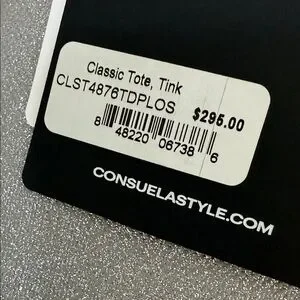 Classic Tote, Tink
CLST4876TDPLOS $295.00
8 48220 06738 6
CONSUELASTYLE.COM